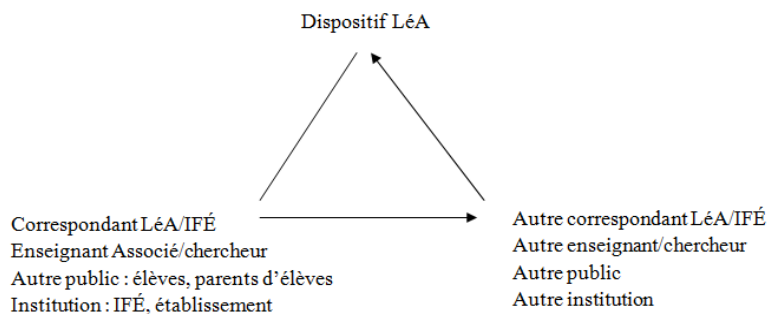 Dispositif LéA
Correspondant LéA/IFÉ
Enseignant Associé/chercheur
Autre public : élèves, parents d'élèves
Institution : IFÉ, établissement
Autre correspondant LéA/IFÉ
Autre enseignant/chercheur
Autre public
Autre institution